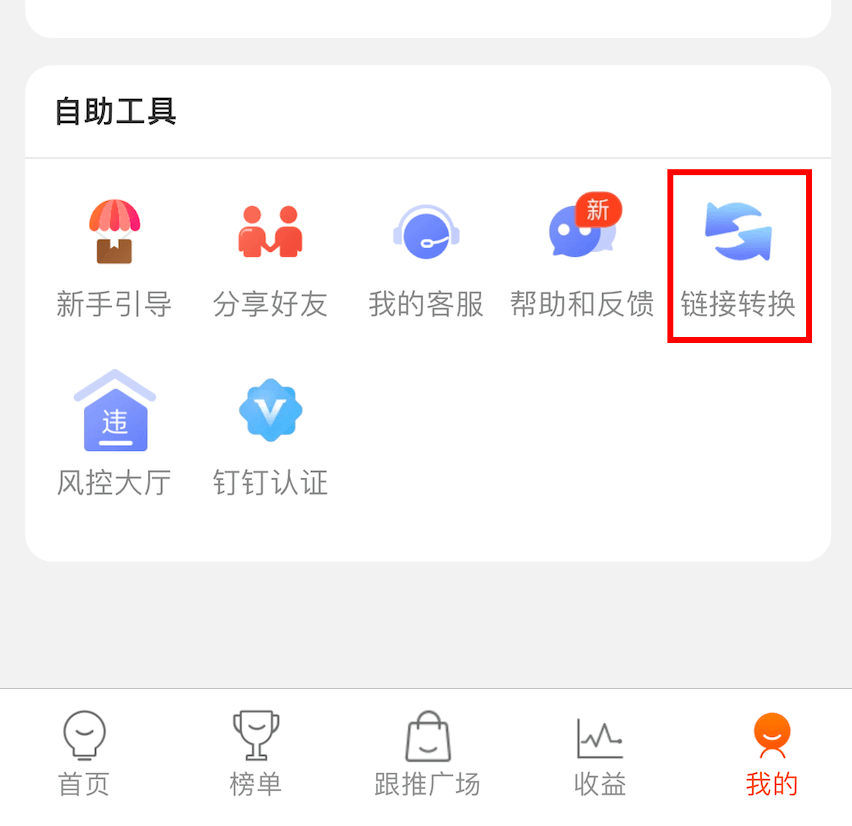 自助工具
新
新手引导 分享好友 我的客服 帮助和反馈 链接转换
违
V
风控大厅 钉钉认证
首页 榜单 跟推广场 收益 我的